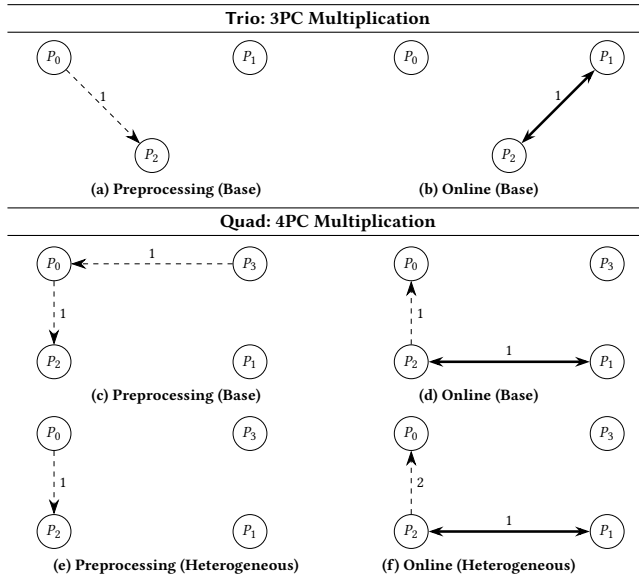 Trio: 3PC Multiplication
P0 P1 P0 P1
1 1
P2 P2
(a) Preprocessing (Base) (b) Online (Base)
Quad: 4PC Multiplication
P0 1 P3 P0 P3
1 1
P2 P1 P2 1 P1
(c) Preprocessing (Base) (d) Online (Base)
P0 P3 P0 P3
1 2
P2 P1 P2 1 P1
(e) Preprocessing (Heterogeneous) (f) Online (Heterogeneous)